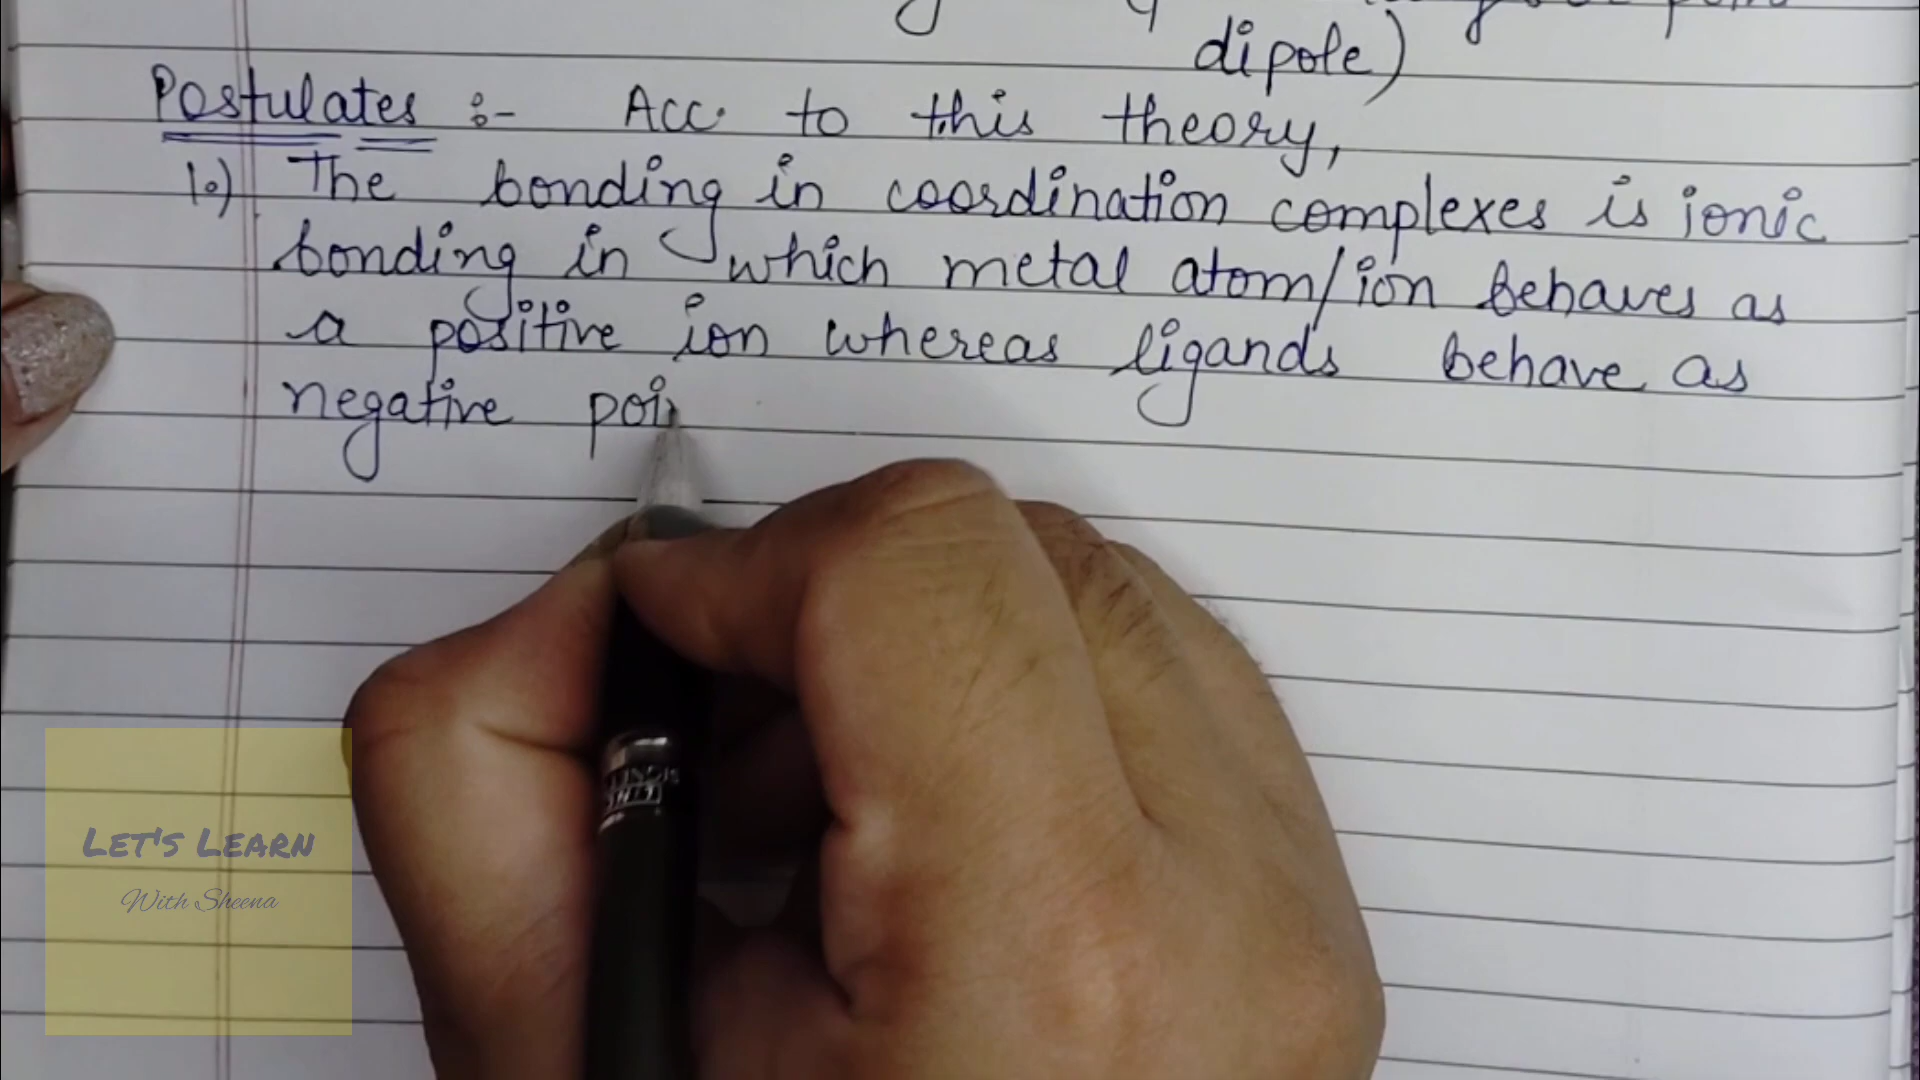 dipole)
Postulates :- Acc. to this theory,
1.) The bonding in coordination complexes is ionic
bonding in which metal atom/ion behaves as
a positive ion whereas ligands behave as
negative poi
LET'S LEARN
With Sheena